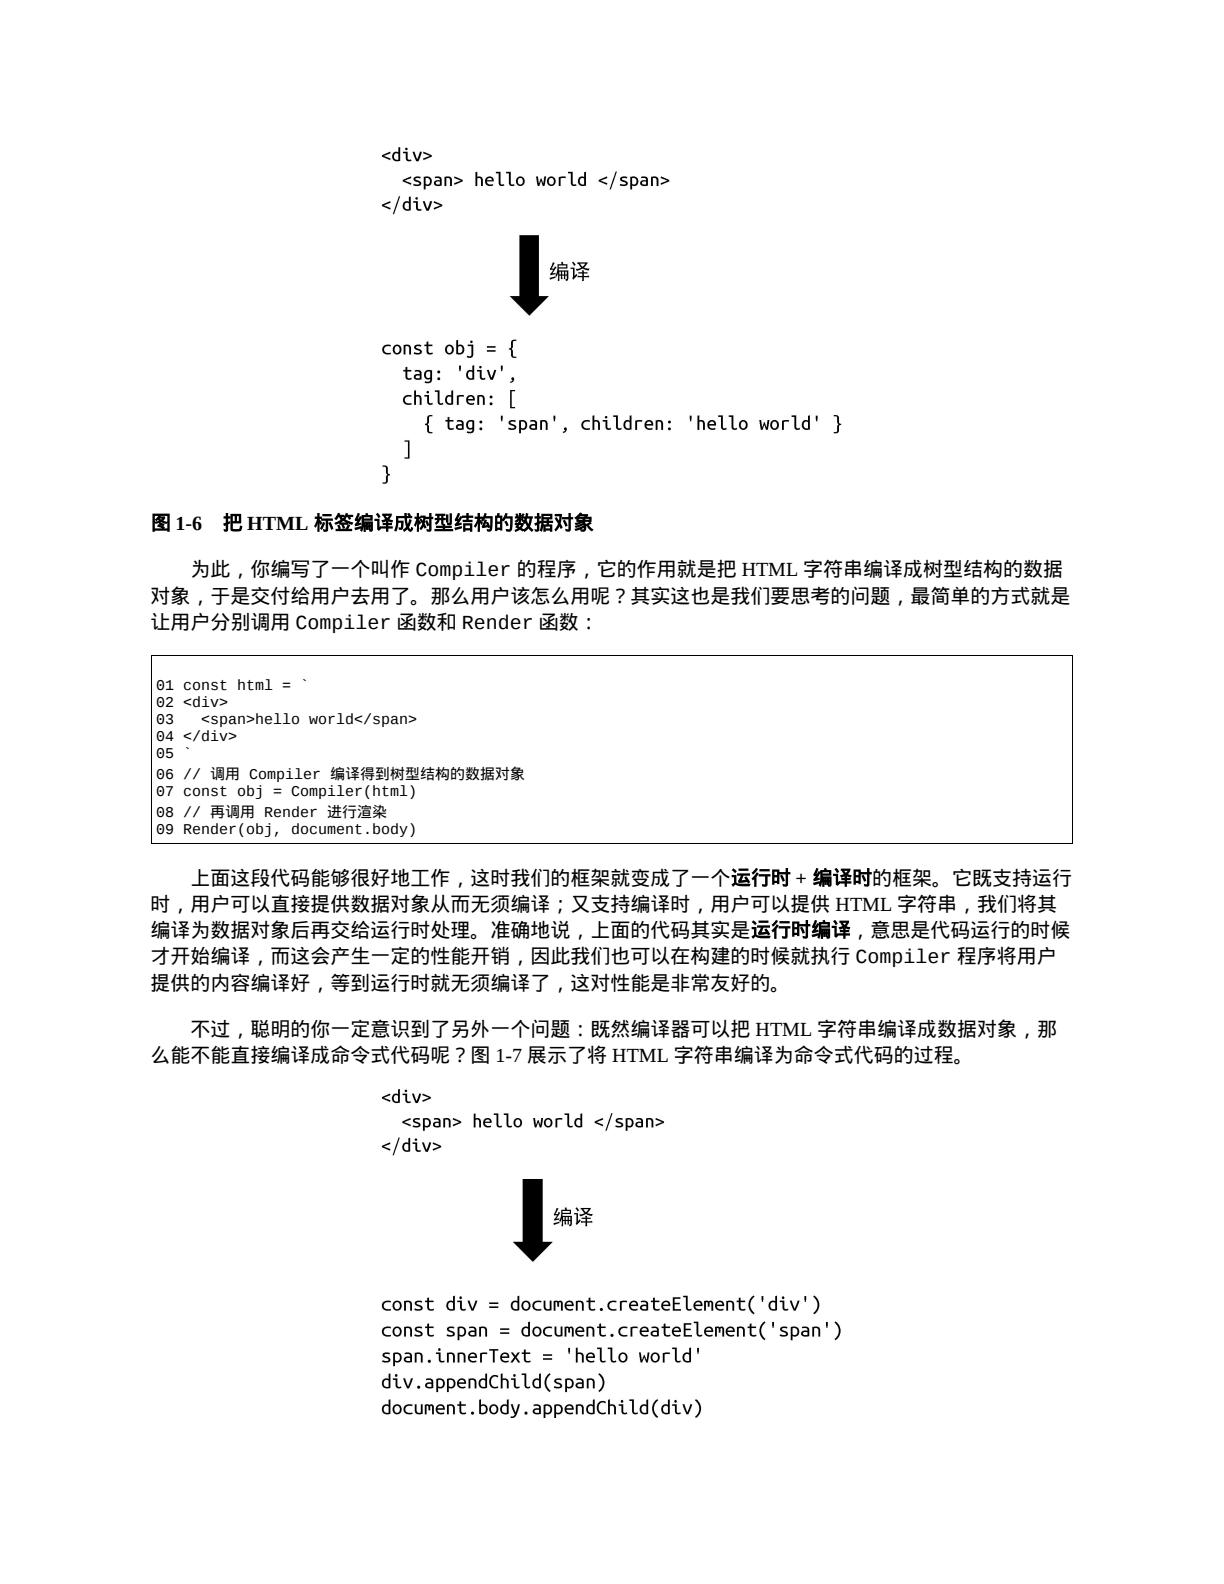 <div>
  <span> hello world </span>
</div>
编译
const obj = {
  tag: 'div',
  children: [
    { tag: 'span', children: 'hello world' }
  ]
}
图 1-6　把 HTML 标签编译成树型结构的数据对象
为此，你编写了一个叫作 Compiler 的程序，它的作用就是把 HTML 字符串编译成树型结构的数据
对象，于是交付给用户去用了。那么用户该怎么用呢？其实这也是我们要思考的问题，最简单的方式就是
让用户分别调用 Compiler 函数和 Render 函数：
01 const html = `
02 <div>
03   <span>hello world</span>
04 </div>
05 `
06 // 调用 Compiler 编译得到树型结构的数据对象
07 const obj = Compiler(html)
08 // 再调用 Render 进行渲染
09 Render(obj, document.body)
上面这段代码能够很好地工作，这时我们的框架就变成了一个运行时 + 编译时的框架。它既支持运行
时，用户可以直接提供数据对象从而无须编译；又支持编译时，用户可以提供 HTML 字符串，我们将其
编译为数据对象后再交给运行时处理。准确地说，上面的代码其实是运行时编译，意思是代码运行的时候
才开始编译，而这会产生一定的性能开销，因此我们也可以在构建的时候就执行 Compiler 程序将用户
提供的内容编译好，等到运行时就无须编译了，这对性能是非常友好的。
不过，聪明的你一定意识到了另外一个问题：既然编译器可以把 HTML 字符串编译成数据对象，那
么能不能直接编译成命令式代码呢？图 1-7 展示了将 HTML 字符串编译为命令式代码的过程。
<div>
  <span> hello world </span>
</div>
编译
const div = document.createElement('div')
const span = document.createElement('span')
span.innerText = 'hello world'
div.appendChild(span)
document.body.appendChild(div)